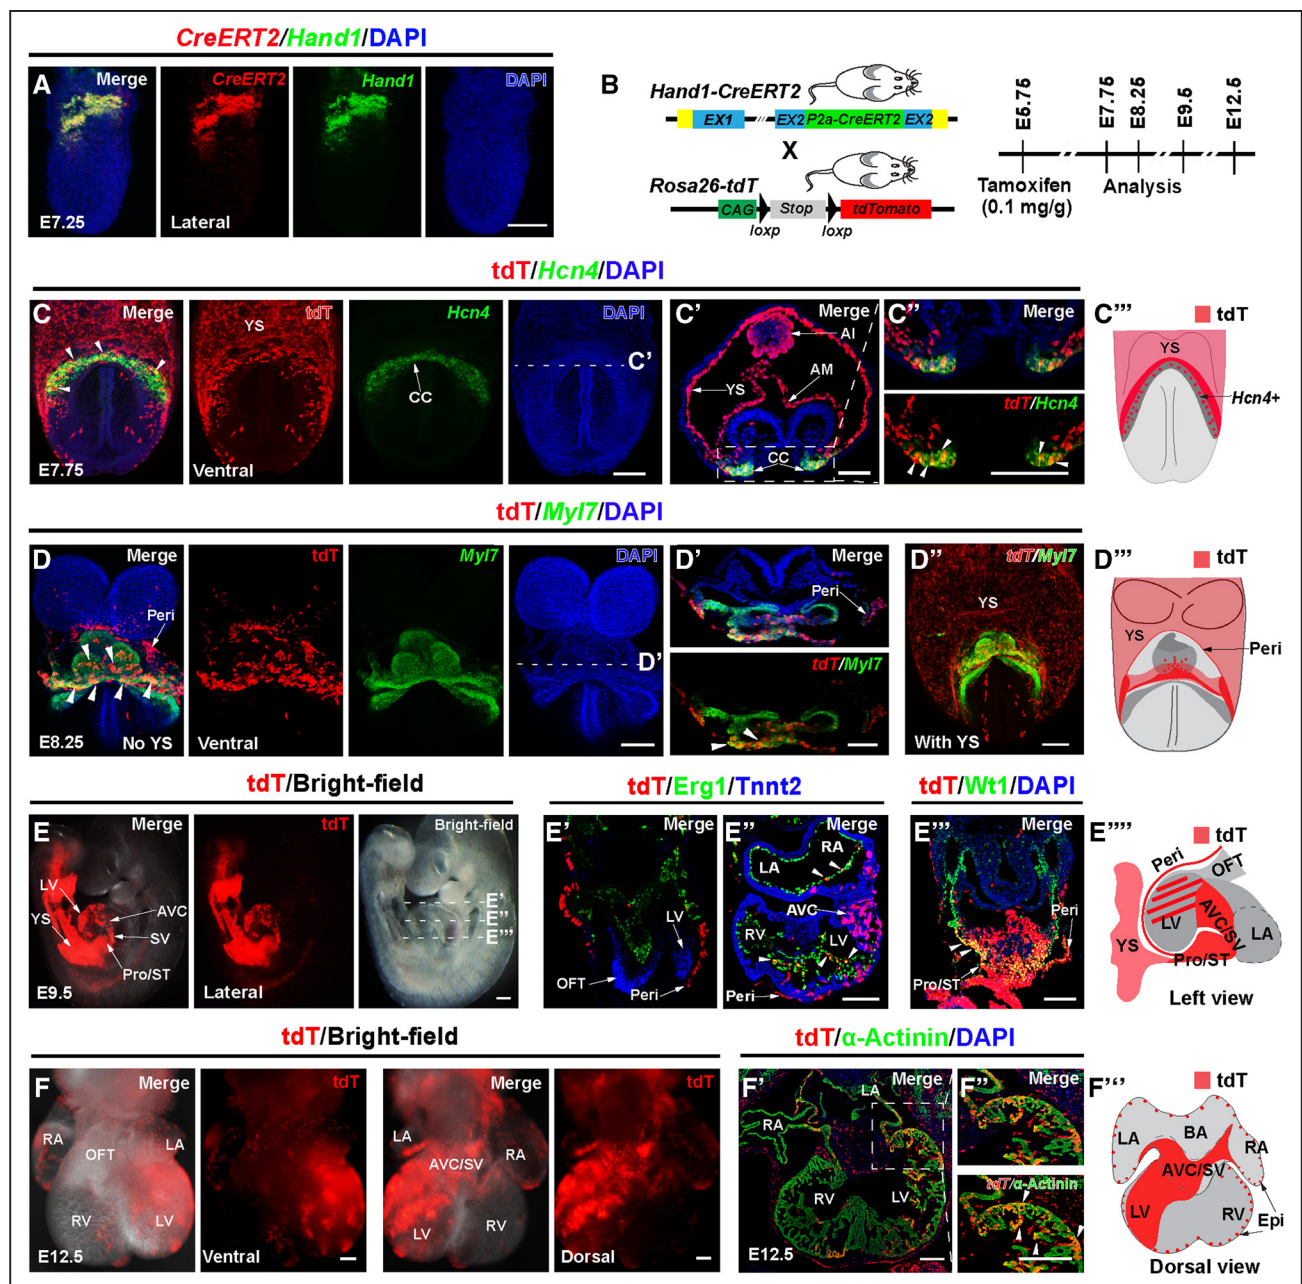 CreERT2/Hand1/DAPI
A
Merge
CreERT2
Hand1
DAPI
E7.25
Lateral
B
Hand1-CreERT2
EX1
EX2
P2a-CreERT2
EX2
X
Rosa26-tdT
CAG
Stop
tdTomato
loxp
loxp
E5.75
E7.75
E8.25
E9.5
E12.5
Tamoxifen
(0.1 mg/g)
Analysis
tdT/Hcn4/DAPI
C
Merge
E7.75
YS
tdT
Ventral
Hcn4
CC
DAPI
C'
C'
Merge
Al
YS
AM
CC
C''
Merge
tdT/Hcn4
C'''
tdT
YS
Hcn4+
tdT/Myl7/DAPI
D
Merge
Peri
E8.25
No YS
tdT
Ventral
Myl7
DAPI
D'
D'
Merge
Peri
tdT/Myl7
D''
tdT/Myl7
YS
With YS
D'''
tdT
YS
Peri
tdT/Bright-field
E
Merge
LV
YS
AVC
SV
Pro/ST
E9.5
tdT
Lateral
Bright-field
E'
E''
E'''
tdT/Erg1/Tnnt2
E'
Merge
LV
OFT
Peri
E''
Merge
RA
LA
AVC
RV
LV
Peri
tdT/Wt1/DAPI
E'''
Merge
Peri
Pro/ST
E''''
tdT
Peri
OFT
LV
AVC/SV
LA
YS
Pro/ST
Left view
tdT/Bright-field
F
Merge
RA
OFT
LA
RV
LV
E12.5
tdT
Ventral
Merge
LA
AVC/SV
RA
LV
RV
tdT
Dorsal
tdT/α-Actinin/DAPI
F'
Merge
LA
RA
RV
LV
E12.5
F''
Merge
tdT/α-Actinin
F'''
tdT
LA
BA
RA
AVC/SV
LV
RV
Epi
Dorsal view